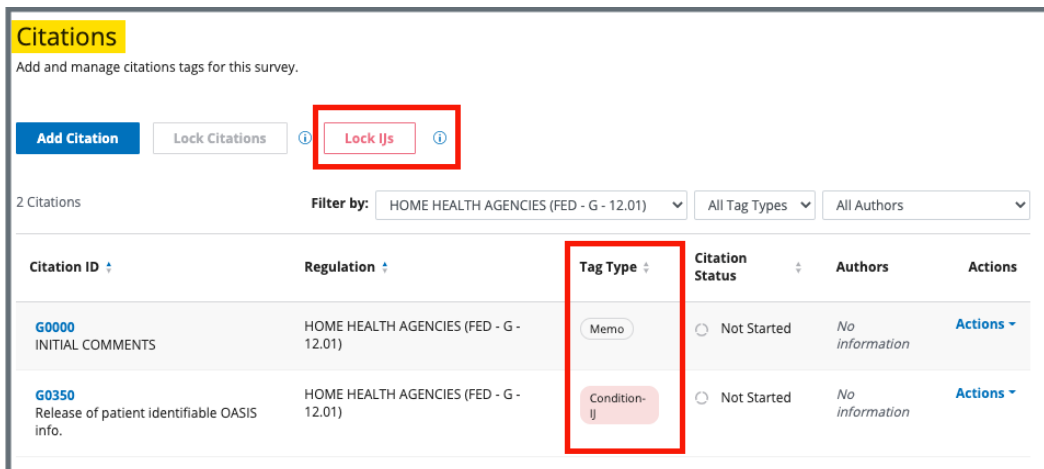 Citations
Add and manage citations tags for this survey.
Add Citation
Lock Citations
Lock IJs
2 Citations
Filter by:
HOME HEALTH AGENCIES (FED - G - 12.01)
All Tag Types
All Authors
Citation ID
Regulation
Tag Type
Citation
Status
Authors
Actions
G0000
INITIAL COMMENTS
HOME HEALTH AGENCIES (FED - G -
12.01)
Memo
Not Started
No
information
Actions
G0350
Release of patient identifiable OASIS
info.
HOME HEALTH AGENCIES (FED - G -
12.01)
Condition-
IJ
Not Started
No
information
Actions